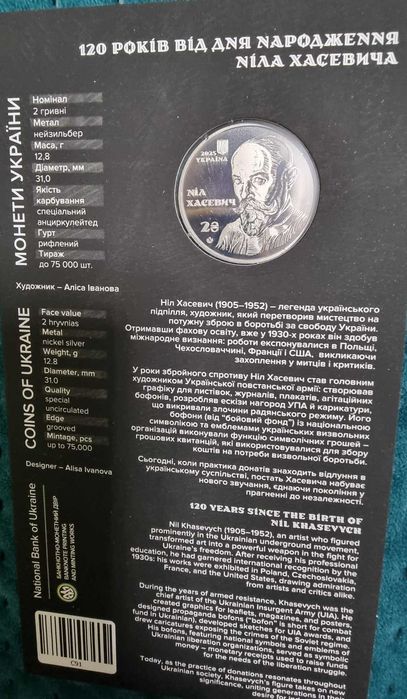 120 РОКІВ ВІД ДНЯ НАРОДЖЕННЯ
НІЛА ХАСЕВИЧА
МОНЕТИ УКРАЇНИ
Номінал
2 гривні
Метал
нейзильбер
Маса, г
12,8
Діаметр, мм
31,0
Якість
карбування
спеціальний
анциркулейтед
Гурт
рифлений
Тираж
до 75 000 шт.
Художник – Аліса Іванова
2025
УКРАЇНА
НІЛ
ХАСЕВИЧ
2₴
COINS OF UKRAINE
Face value
2 hryvnias
Metal
nickel silver
Weight, g
12.8
Diameter, mm
31.0
Quality
special
uncirculated
Edge
grooved
Mintage, pcs
up to 75,000
Designer – Alisa Ivanova
Ніл Хасевич (1905–1952) – легенда українського
підпілля, художник, який перетворив мистецтво на
потужну зброю в боротьбі за свободу України.
Отримавши фахову освіту, вже у 1930-х роках він здобув
міжнародне визнання: роботи експонувалися в Польщі,
Чехословаччині, Франції і США, викликаючи
захоплення у митців і критиків.
У роки збройного спротиву Ніл Хасевич став головним
художником Української повстанської армії: створював
графіку для листівок, журналів, плакатів, агітаційних
бофонів, розробляв ескізи нагород УПА й карикатури,
що викривали злочини радянського режиму. Його
бофони (від "бойовий фонд") із національною
символікою та емблемами українських визвольних
організацій виконували функцію символічних грошей –
грошових квитанцій, які використовувалися для збору
коштів на потреби визвольної боротьби.
Сьогодні, коли практика донатів знаходить відлуння в
українському суспільстві, постать Хасевича набуває
нового звучання, єднаючи покоління у
прагненні до незалежності.
120 YEARS SINCE THE BIRTH OF
NIL KHASEVYCH
Nil Khasevych (1905–1952), an artist who figured
prominently in the Ukrainian underground movement,
transformed art into a powerful weapon in the fight for
Ukraine's freedom. After receiving his professional
education, he had garnered international recognition by the
1930s: his works were exhibited in Poland, Czechoslovakia,
France, and the United States, drawing admiration
from artists and critics alike.
During the years of armed resistance, Khasevych was the
chief artist of the Ukrainian Insurgent Army (UIA). He
created graphics for leaflets, magazines, and posters,
designed propaganda bofons ("bofon" is short for combat
fund in Ukrainian), developed sketches for UIA awards, and
drew caricatures exposing the crimes of the Soviet regime.
His bofons, featuring national symbols and emblems of
Ukrainian liberation organizations, served as symbolic
money – monetary receipts used to raise funds
for the needs of the liberation struggle.
Today, as the practice of donations resonates throughout
Ukrainian society, Khasevych's figure takes on new
significance, uniting generations in their
desire for
National Bank of Ukraine
БАНКНОТНО-МОНЕТНИЙ ДВІР
BANKNOTE PRINTING
AND MINTING WORKS
C91